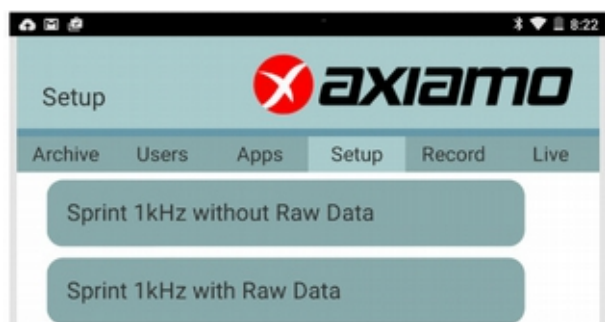 8:22
Setup
axiamo
Archive Users Apps Setup Record Live
Sprint 1kHz without Raw Data
Sprint 1kHz with Raw Data